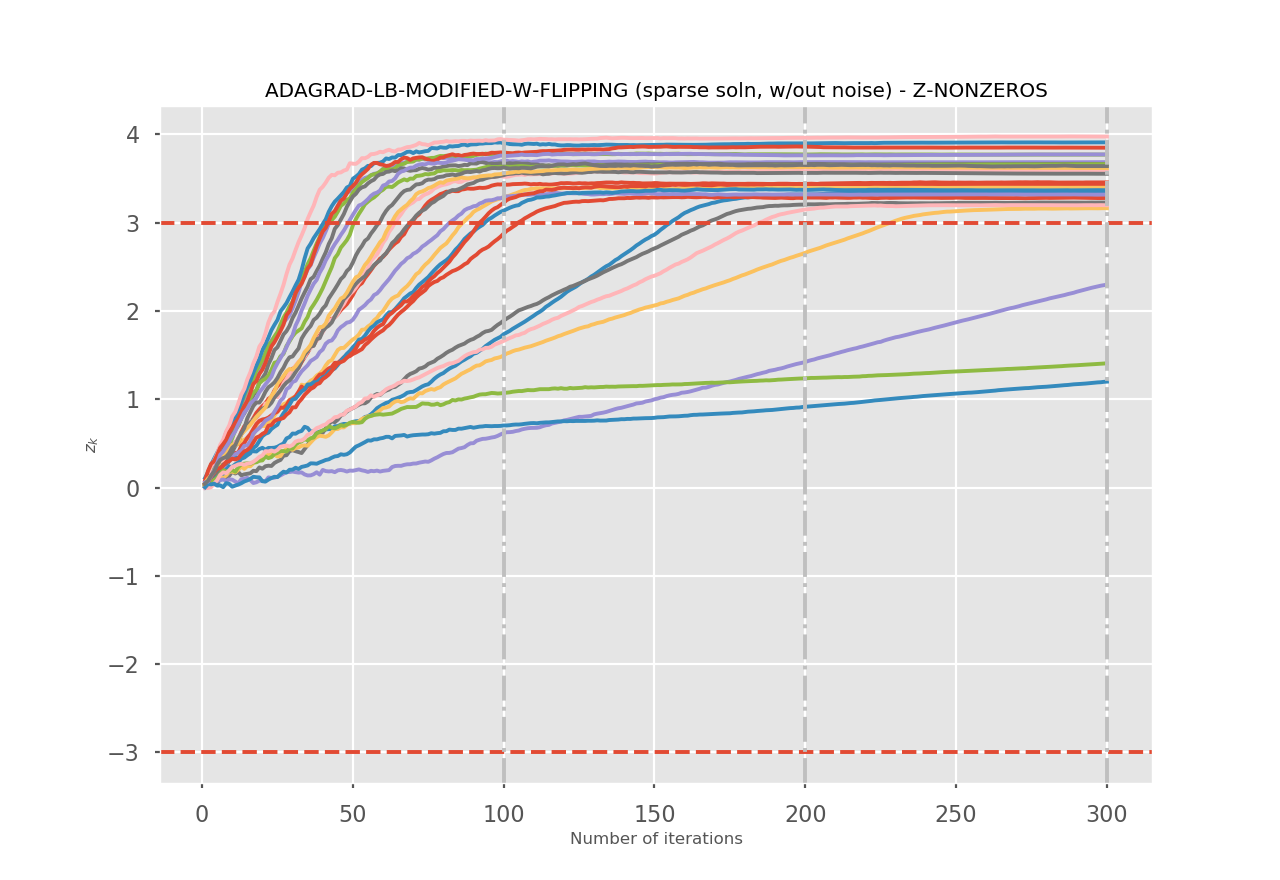 ADAGRAD-LB-MODIFIED-W-FLIPPING (sparse soln, w/out noise) - Z-NONZEROS
4
3
2
1
0
−1
−2
−3
z_k
0 50 100 150 200 250 300
Number of iterations